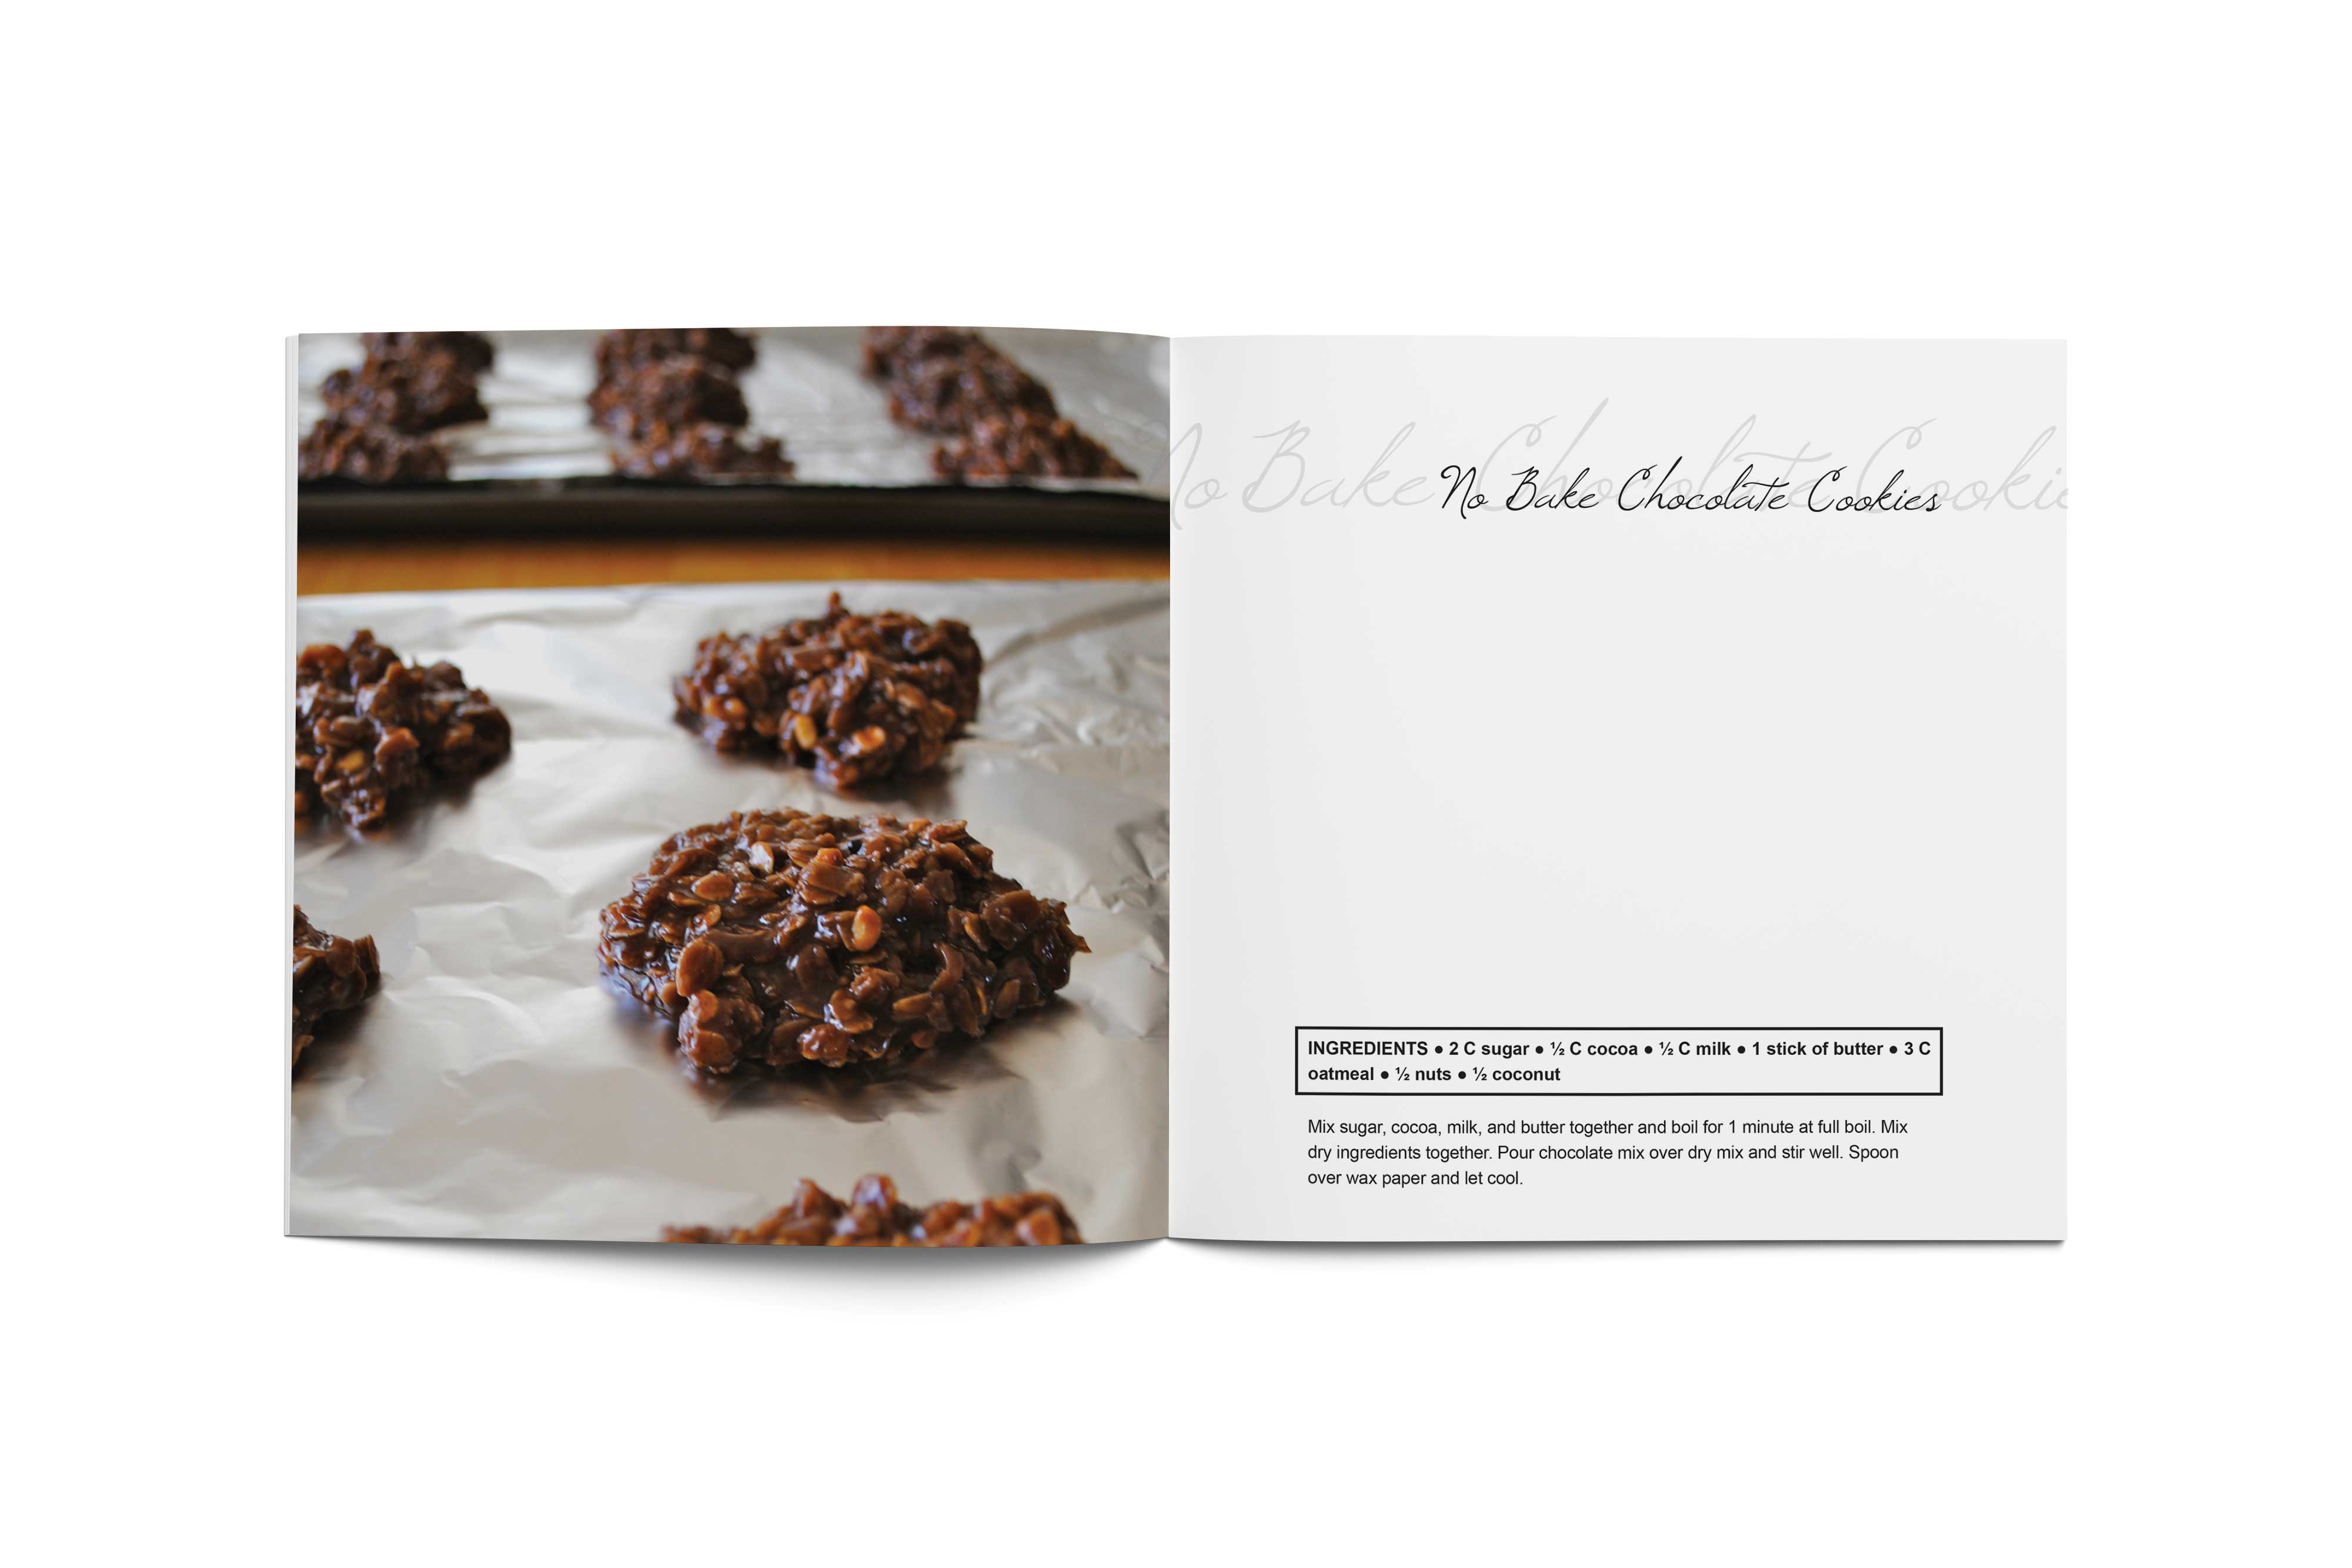 No Bake Chocolate Cookie
No Bake Chocolate Cookies
INGREDIENTS ● 2 C sugar ● ½ C cocoa ● ½ C milk ● 1 stick of butter ● 3 C
oatmeal ● ½ nuts ● ½ coconut
Mix sugar, cocoa, milk, and butter together and boil for 1 minute at full boil. Mix
dry ingredients together. Pour chocolate mix over dry mix and stir well. Spoon
over wax paper and let cool.